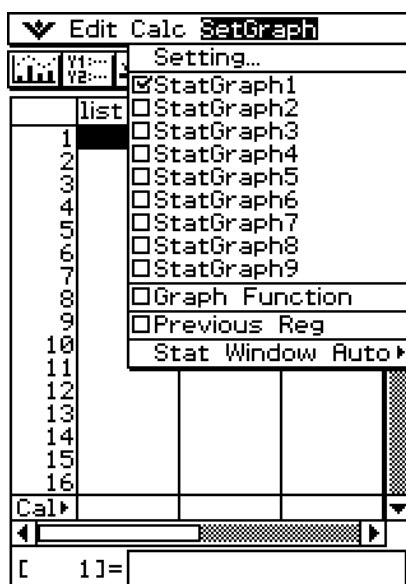 Edit Calc SetGraph
Setting...
Y1:···
Y2:···
StatGraph1
list
StatGraph2
1
StatGraph3
2
StatGraph4
3
StatGraph5
4
StatGraph6
5
StatGraph7
6
StatGraph8
7
StatGraph9
8
Graph Function
9
Previous Reg
10
Stat Window Auto
11
12
13
14
15
16
Cal
[ 1]=